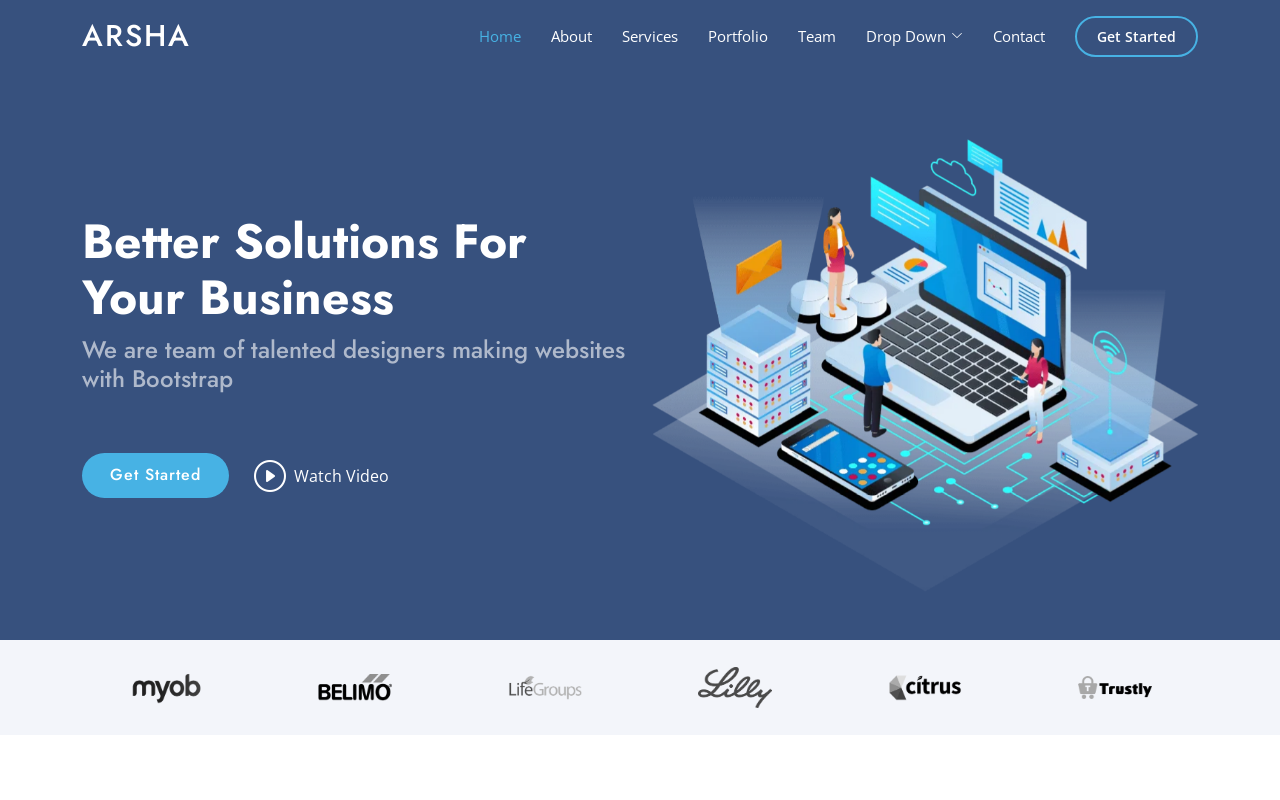 ARSHA
Home About Services Portfolio Team Drop Down Contact Get Started
Better Solutions For
Your Business
We are team of talented designers making websites
with Bootstrap
Get Started Watch Video
myob BELIMO LifeGroups Lilly citrus Trustly